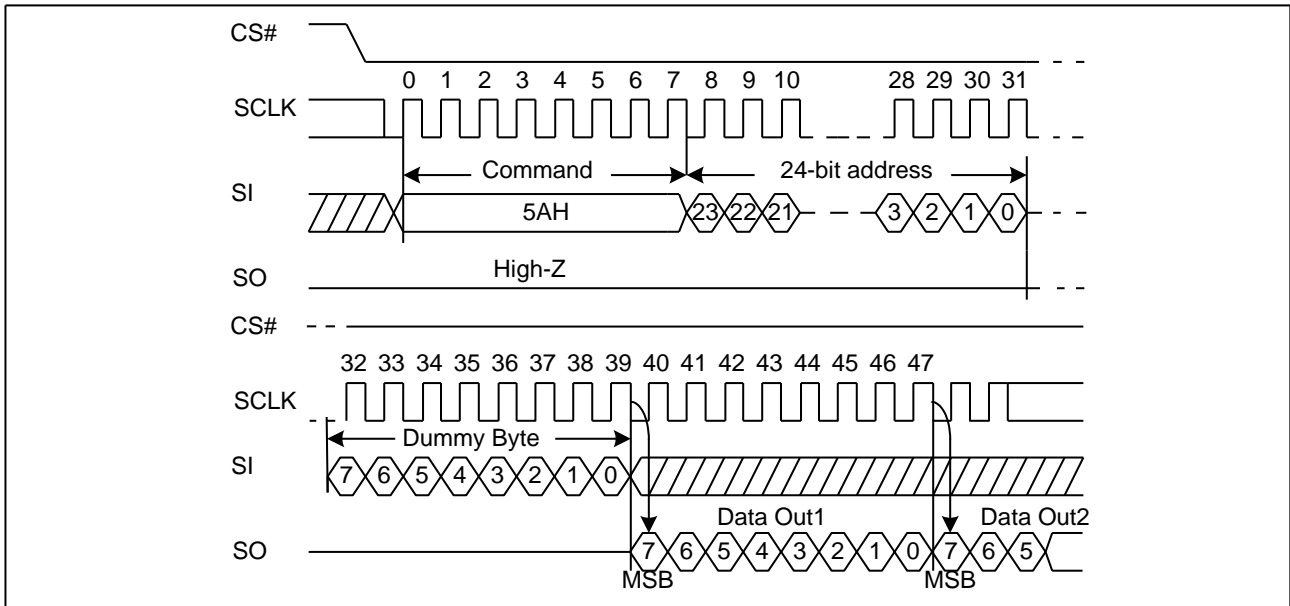 CS#
0 1 2 3 4 5 6 7 8 9 10 28 29 30 31
SCLK
Command 24-bit address
SI
5AH 23 22 21 3 2 1 0
High-Z
SO
CS#
32 33 34 35 36 37 38 39 40 41 42 43 44 45 46 47
SCLK
Dummy Byte
SI
7 6 5 4 3 2 1 0
Data Out1 Data Out2
SO
7 6 5 4 3 2 1 0 7 6 5
MSB MSB